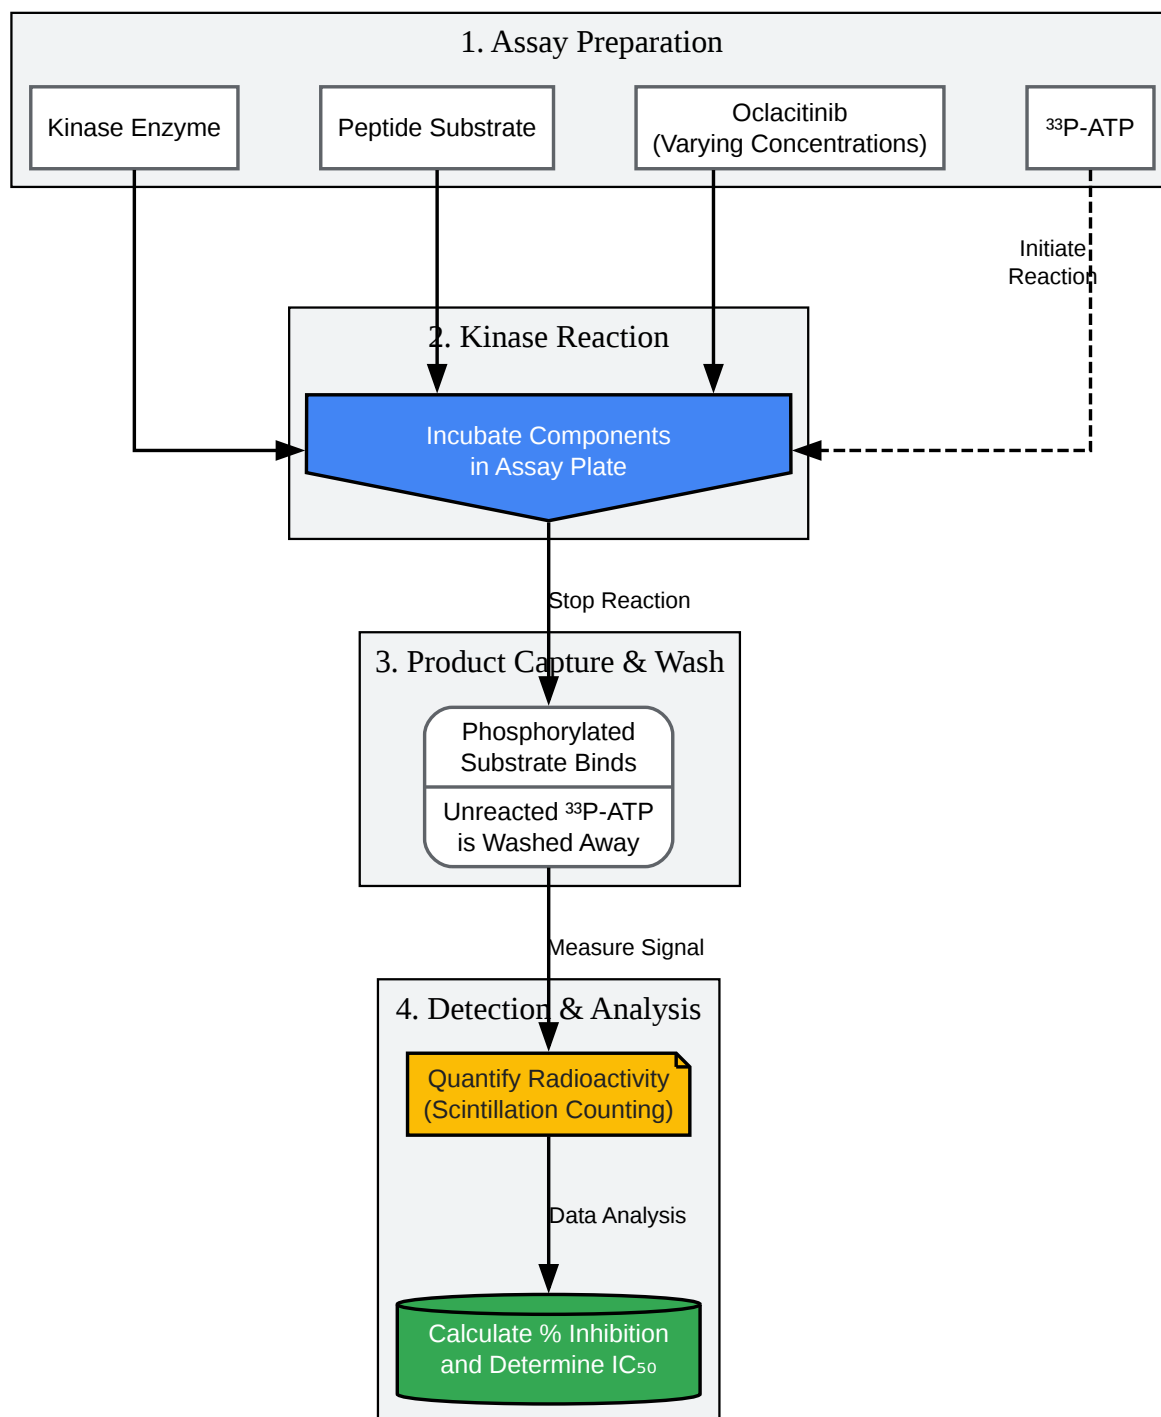 1. Assay Preparation
Kinase Enzyme
Peptide Substrate
Oclacitinib
(Varying Concentrations)
³³P-ATP
Initiate
Reaction
2. Kinase Reaction
Incubate Components
in Assay Plate
Stop Reaction
3. Product Capture & Wash
Phosphorylated
Substrate Binds
Unreacted ³³P-ATP
is Washed Away
Measure Signal
4. Detection & Analysis
Quantify Radioactivity
(Scintillation Counting)
Data Analysis
Calculate % Inhibition
and Determine IC₅₀